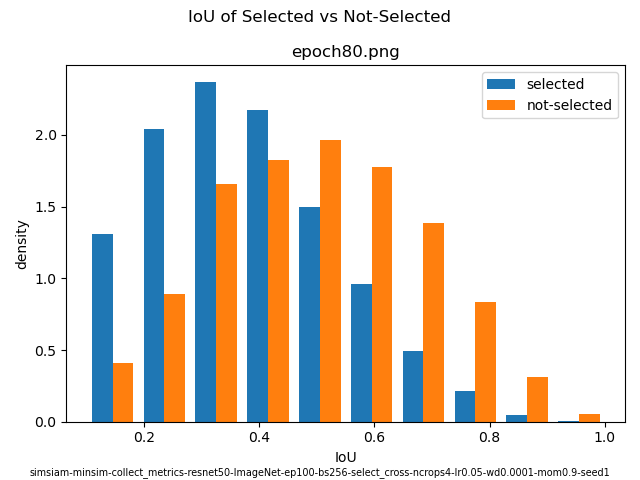 IoU of Selected vs Not-Selected
epoch80.png
selected
not-selected
density
2.0
1.5
1.0
0.5
0.0
0.2 0.4 0.6 0.8 1.0
IoU
simsiam-minsim-collect_metrics-resnet50-ImageNet-ep100-bs256-select_cross-ncrops4-lr0.05-wd0.0001-mom0.9-seed1